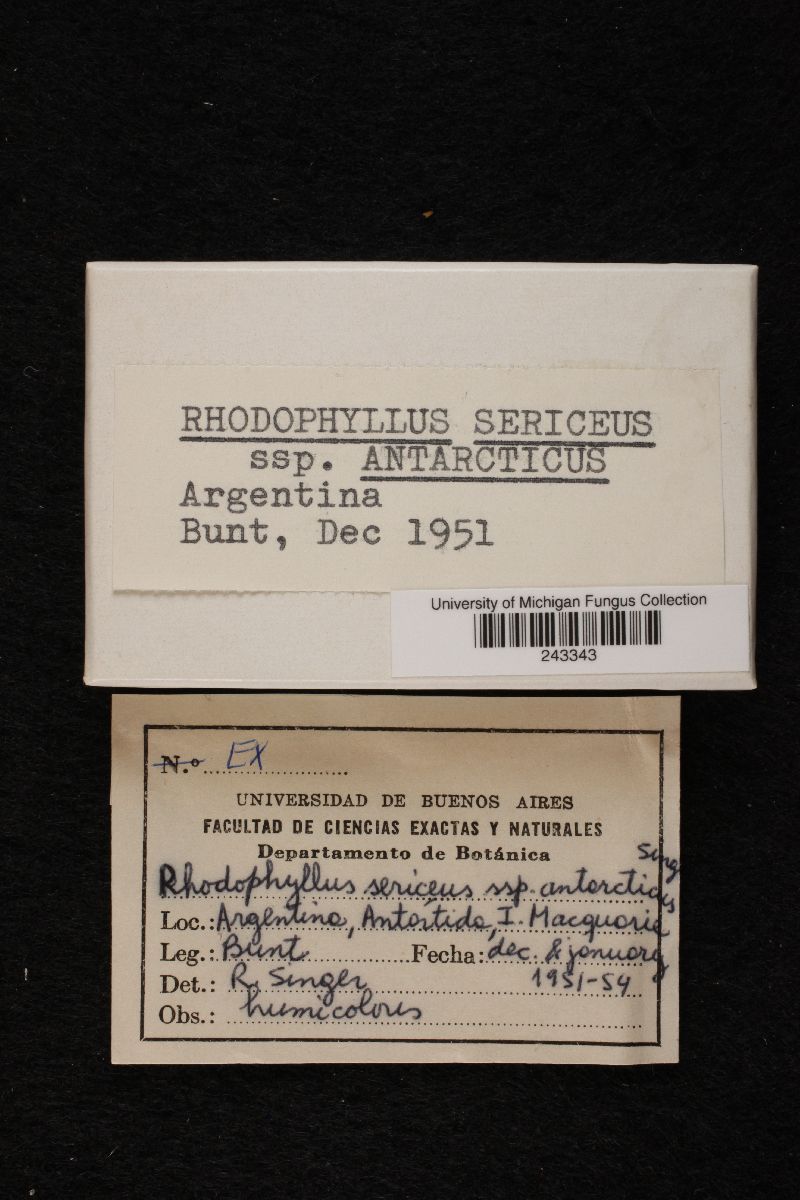 RHODOPHYLLUS SERICEUS
ssp. ANTARCTICUS
Argentina
Bunt, Dec 1951
University of Michigan Fungus Collection
243343
N.o EX
UNIVERSIDAD DE BUENOS AIRES
FACULTAD DE CIENCIAS EXACTAS Y NATURALES
Departamento de Botánica
Rhodophyllus sericeus ssp. antarcticus Sing
Loc.: Argentina, Antártida, I. Macquarie
Leg.: Bunt Fecha: dec. & january
Det.: R. Singer 1951-54
Obs.: humicolous